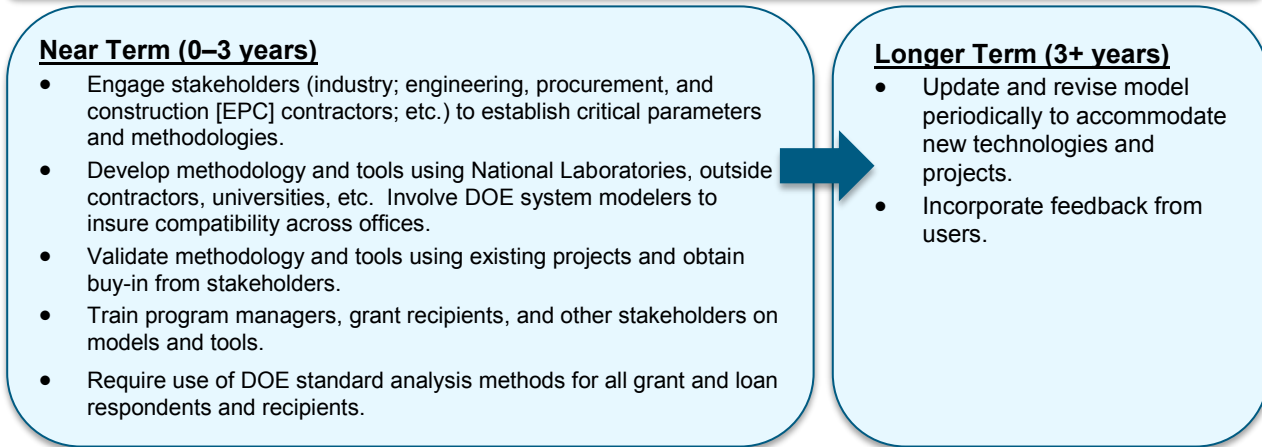 Near Term (0–3 years)
• Engage stakeholders (industry; engineering, procurement, and
construction [EPC] contractors; etc.) to establish critical parameters
and methodologies.
• Develop methodology and tools using National Laboratories, outside
contractors, universities, etc.  Involve DOE system modelers to
insure compatibility across offices.
• Validate methodology and tools using existing projects and obtain
buy-in from stakeholders.
• Train program managers, grant recipients, and other stakeholders on
models and tools.
• Require use of DOE standard analysis methods for all grant and loan
respondents and recipients.
Longer Term (3+ years)
• Update and revise model
periodically to accommodate
new technologies and
projects.
• Incorporate feedback from
users.